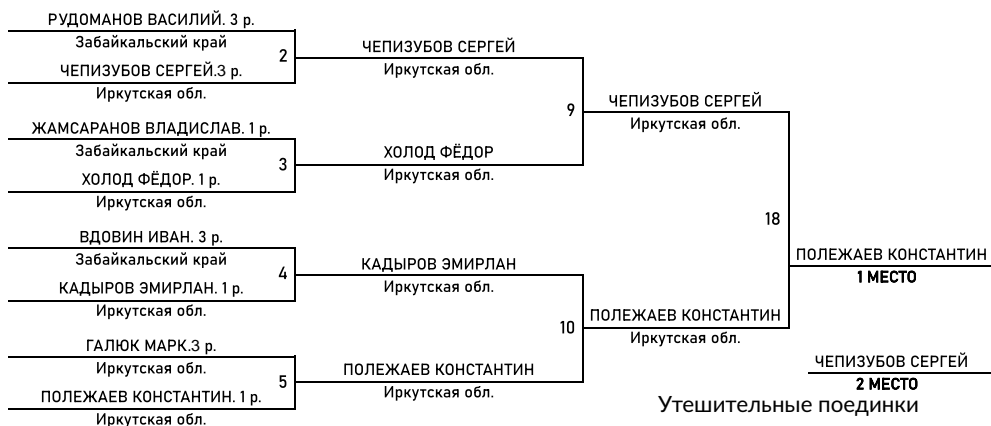 РУДОМАНОВ ВАСИЛИЙ. 3 р.
Забайкальский край
2
ЧЕПИЗУБОВ СЕРГЕЙ.3 р.
Иркутская обл.
ЧЕПИЗУБОВ СЕРГЕЙ
Иркутская обл.
ЖАМСАРАНОВ ВЛАДИСЛАВ. 1 р.
Забайкальский край
3
ХОЛОД ФЁДОР. 1 р.
Иркутская обл.
ХОЛОД ФЁДОР
Иркутская обл.
9
ЧЕПИЗУБОВ СЕРГЕЙ
Иркутская обл.
ВДОВИН ИВАН. 3 р.
Забайкальский край
4
КАДЫРОВ ЭМИРЛАН. 1 р.
Иркутская обл.
КАДЫРОВ ЭМИРЛАН
Иркутская обл.
ГАЛЮК МАРК.3 р.
Иркутская обл.
5
ПОЛЕЖАЕВ КОНСТАНТИН. 1 р.
Иркутская обл.
ПОЛЕЖАЕВ КОНСТАНТИН
Иркутская обл.
10
ПОЛЕЖАЕВ КОНСТАНТИН
Иркутская обл.
18
ПОЛЕЖАЕВ КОНСТАНТИН
1 МЕСТО
ЧЕПИЗУБОВ СЕРГЕЙ
2 МЕСТО
Утешительные поединки